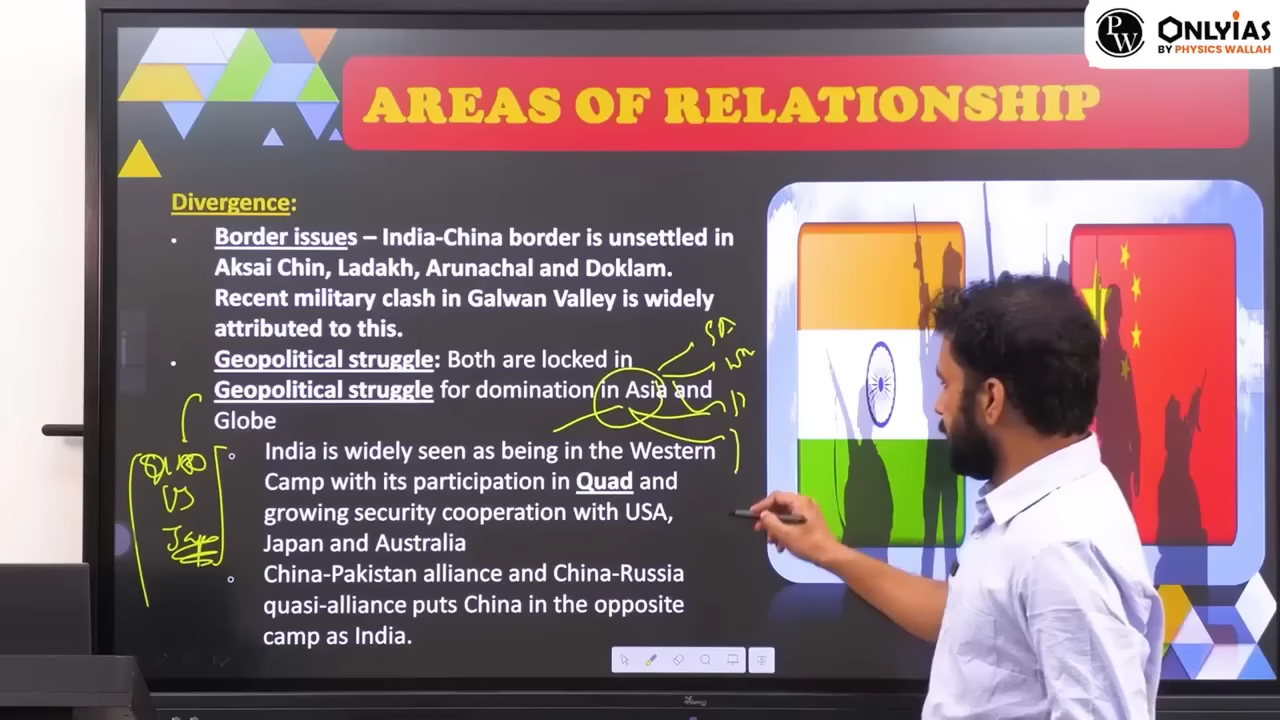 PW
ONLYIAS
BY PHYSICS WALLAH
AREAS OF RELATIONSHIP
Divergence:
Border issues – India-China border is unsettled in
Aksai Chin, Ladakh, Arunachal and Doklam.
Recent military clash in Galwan Valley is widely
attributed to this.
Geopolitical struggle: Both are locked in
Geopolitical struggle for domination in Asia and
Globe
India is widely seen as being in the Western
Camp with its participation in Quad and
growing security cooperation with USA,
Japan and Australia
China-Pakistan alliance and China-Russia
quasi-alliance puts China in the opposite
camp as India.